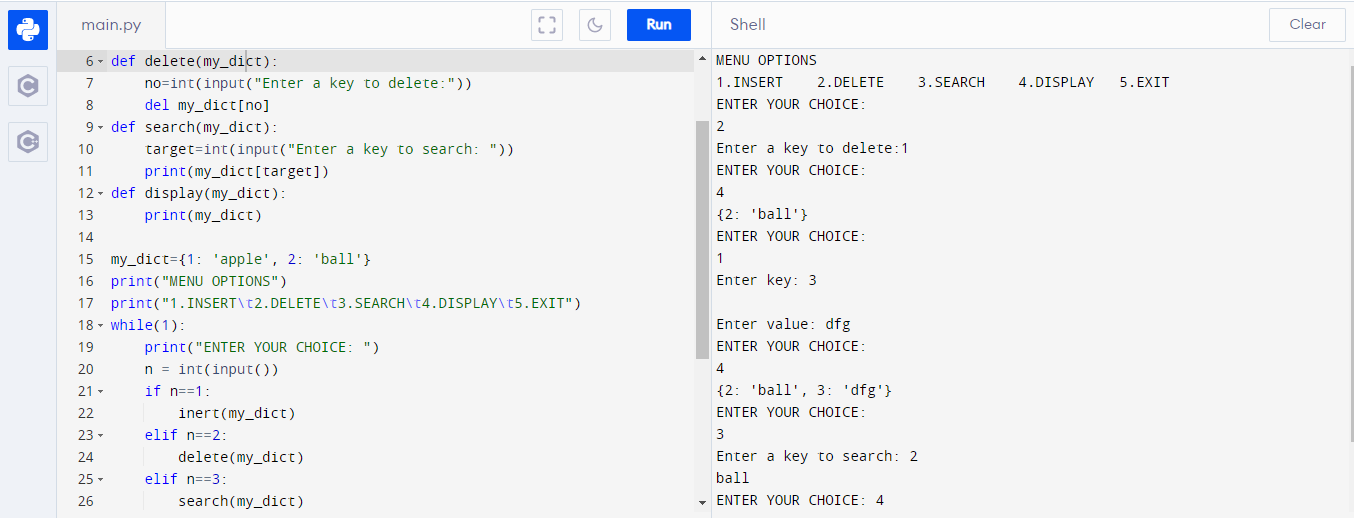 main.py
Run
6 def delete(my_dict):
7     no=int(input("Enter a key to delete:"))
8     del my_dict[no]
9 def search(my_dict):
10     target=int(input("Enter a key to search: "))
11     print(my_dict[target])
12 def display(my_dict):
13     print(my_dict)
14
15 my_dict={1: 'apple', 2: 'ball'}
16 print("MENU OPTIONS")
17 print("1.INSERT\t2.DELETE\t3.SEARCH\t4.DISPLAY\t5.EXIT")
18 while(1):
19     print("ENTER YOUR CHOICE: ")
20     n = int(input())
21     if n==1:
22         inert(my_dict)
23     elif n==2:
24         delete(my_dict)
25     elif n==3:
26         search(my_dict)
Shell
Clear
MENU OPTIONS
1.INSERT    2.DELETE    3.SEARCH    4.DISPLAY   5.EXIT
ENTER YOUR CHOICE:
2
Enter a key to delete:1
ENTER YOUR CHOICE:
4
{2: 'ball'}
ENTER YOUR CHOICE:
1
Enter key: 3
Enter value: dfg
ENTER YOUR CHOICE:
4
{2: 'ball', 3: 'dfg'}
ENTER YOUR CHOICE:
3
Enter a key to search: 2
ball
ENTER YOUR CHOICE: 4